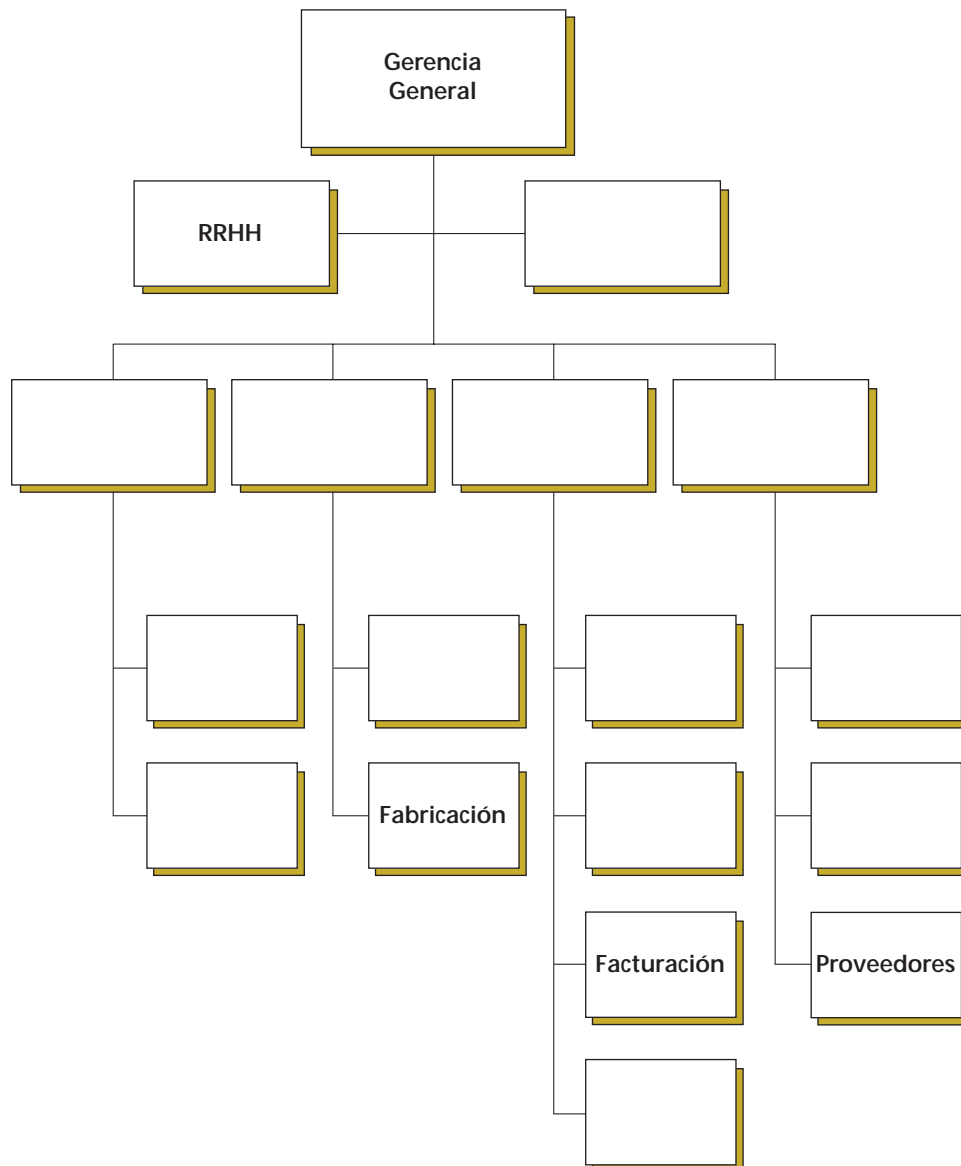 Gerencia
General
RRHH
Fabricación
Facturación
Proveedores